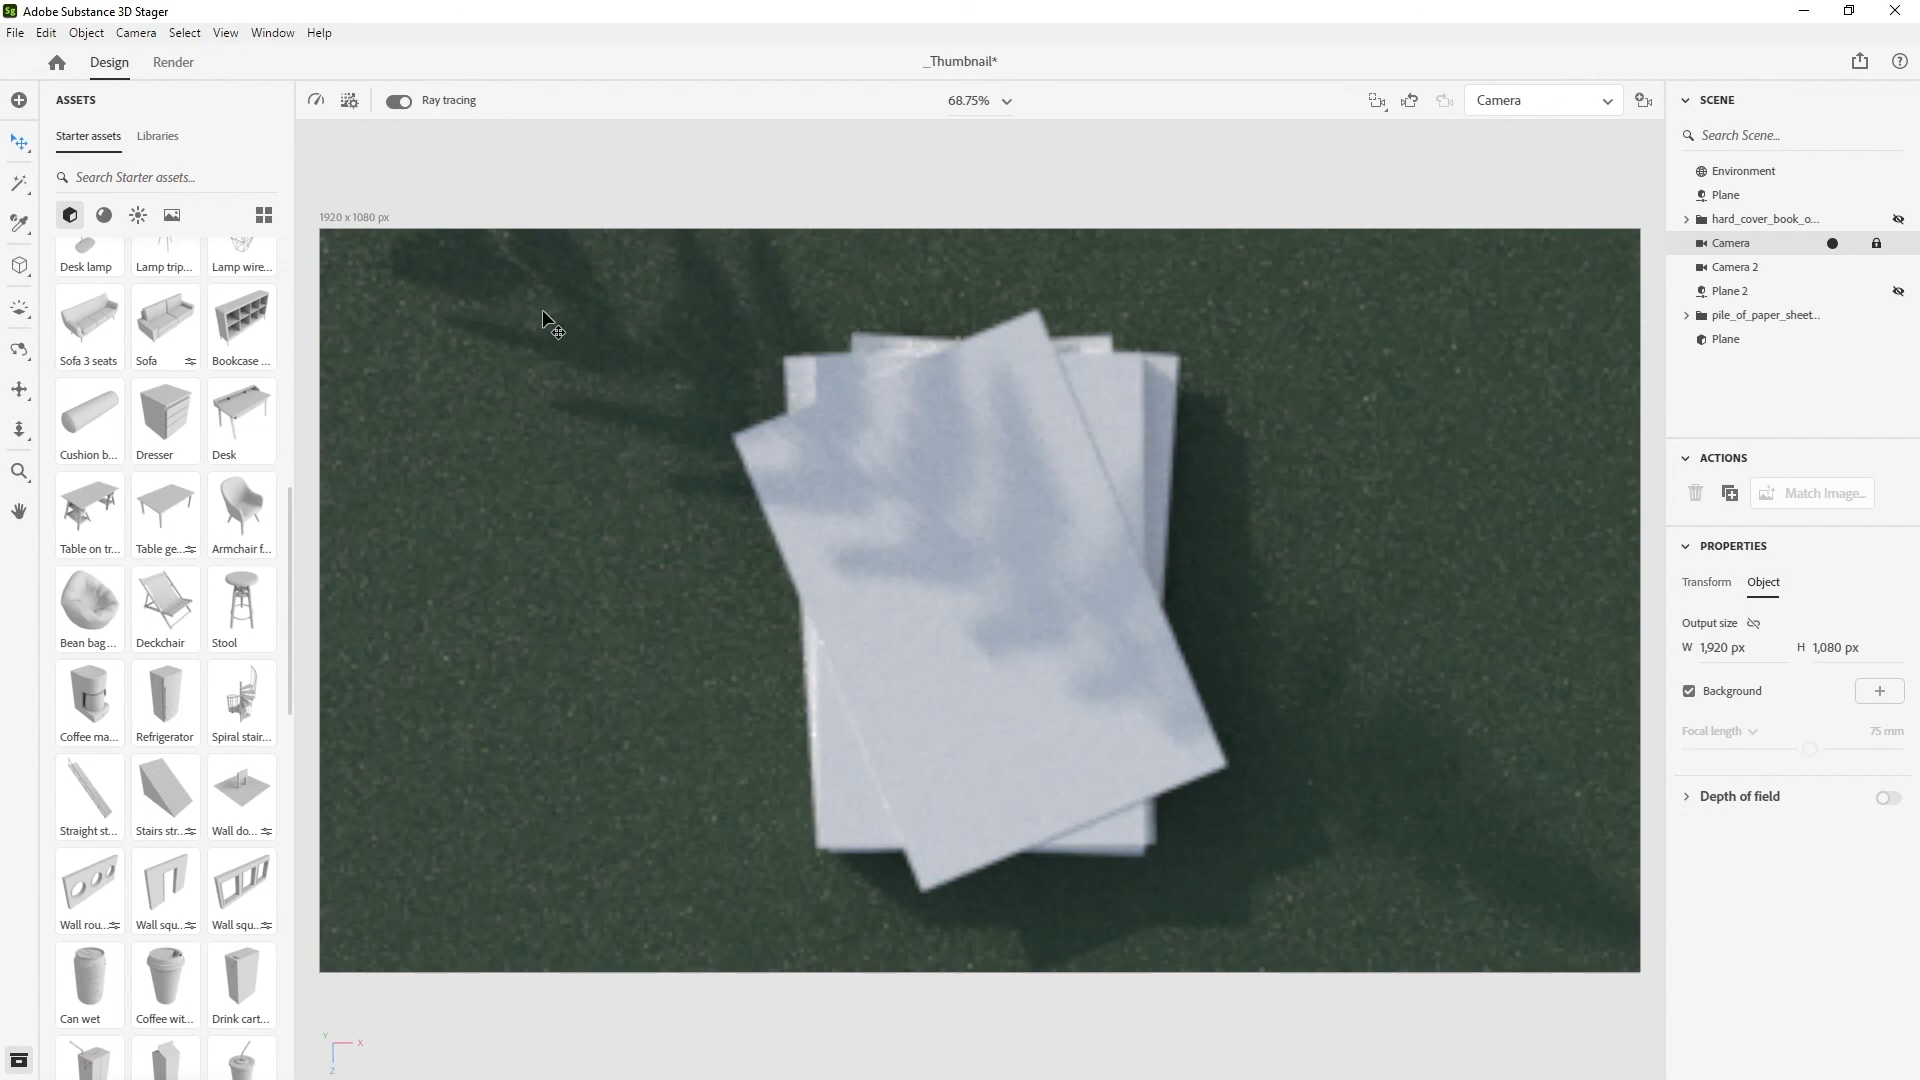 Sg Adobe Substance 3D Stager
File Edit Object Camera Select View Window Help
Design Render
_Thumbnail*
ASSETS
Starter assets Libraries
Search Starter assets...
Desk lamp Lamp trip... Lamp wire...
Sofa 3 seats Sofa Bookcase ...
Cushion b... Dresser Desk
Table on tr... Table ge... Armchair f...
Bean bag ... Deckchair Stool
Coffee ma... Refrigerator Spiral stair...
Straight st... Stairs str... Wall do...
Wall rou... Wall squ... Wall squ...
Can wet Coffee wit... Drink cart...
Ray tracing
68.75%
Camera
1920 x 1080 px
Y
X
Z
SCENE
Search Scene...
Environment
Plane
hard_cover_book_o...
Camera
Camera 2
Plane 2
pile_of_paper_sheet...
Plane
ACTIONS
Match Image...
PROPERTIES
Transform Object
Output size
W 1,920 px H 1,080 px
Background
Focal length 75 mm
Depth of field